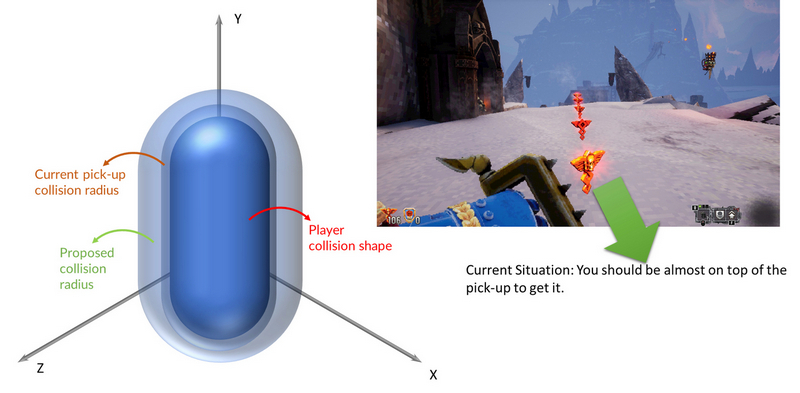 Y
Current pick-up
collision radius
Player
collision shape
Proposed
collision
radius
Z
X
106
0
Current Situation: You should be almost on top of the
pick-up to get it.